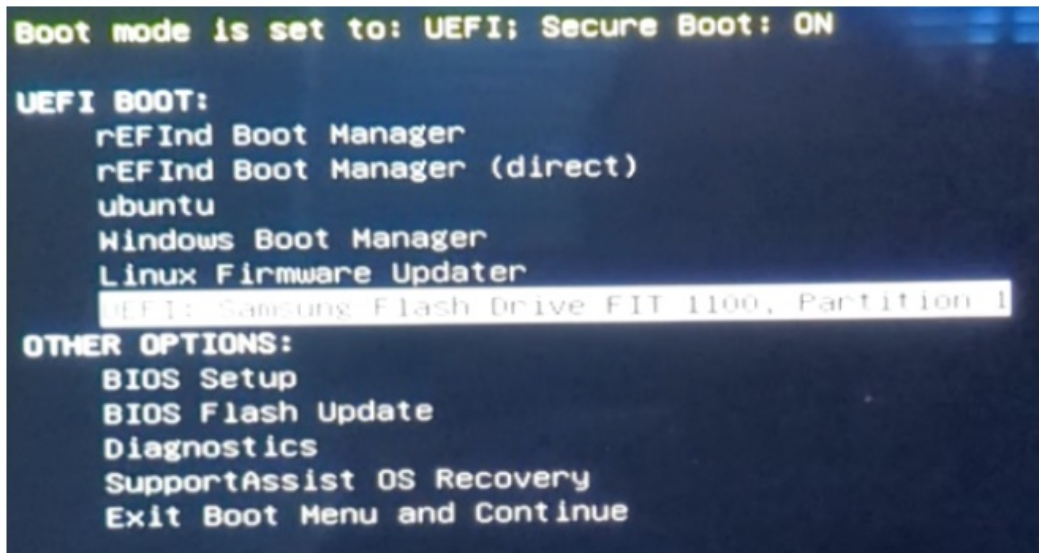 Boot mode is set to: UEFI; Secure Boot: ON
UEFI BOOT:
rEFInd Boot Manager
rEFInd Boot Manager (direct)
ubuntu
Windows Boot Manager
Linux Firmware Updater
UEFI: Samsung Flash Drive FIT 1100, Partition 1
OTHER OPTIONS:
BIOS Setup
BIOS Flash Update
Diagnostics
SupportAssist OS Recovery
Exit Boot Menu and Continue